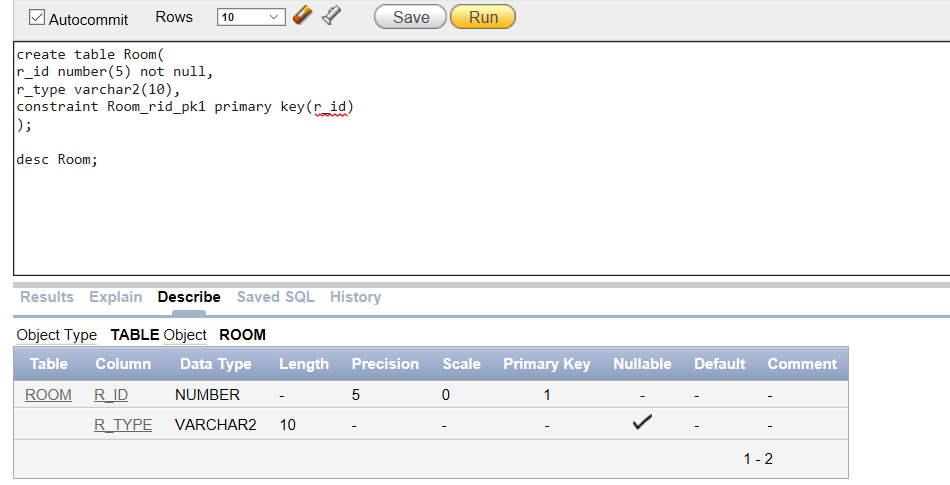 Autocommit Rows 10 Save Run
create table Room(
r_id number(5) not null,
r_type varchar2(10),
constraint Room_rid_pk1 primary key(r_id)
);
desc Room;
Results Explain Describe Saved SQL History
Object Type TABLE Object ROOM
Table Column Data Type Length Precision Scale Primary Key Nullable Default Comment
ROOM R_ID NUMBER - 5 0 1 - - -
R_TYPE VARCHAR2 10 - - - ✓ - -
1 - 2